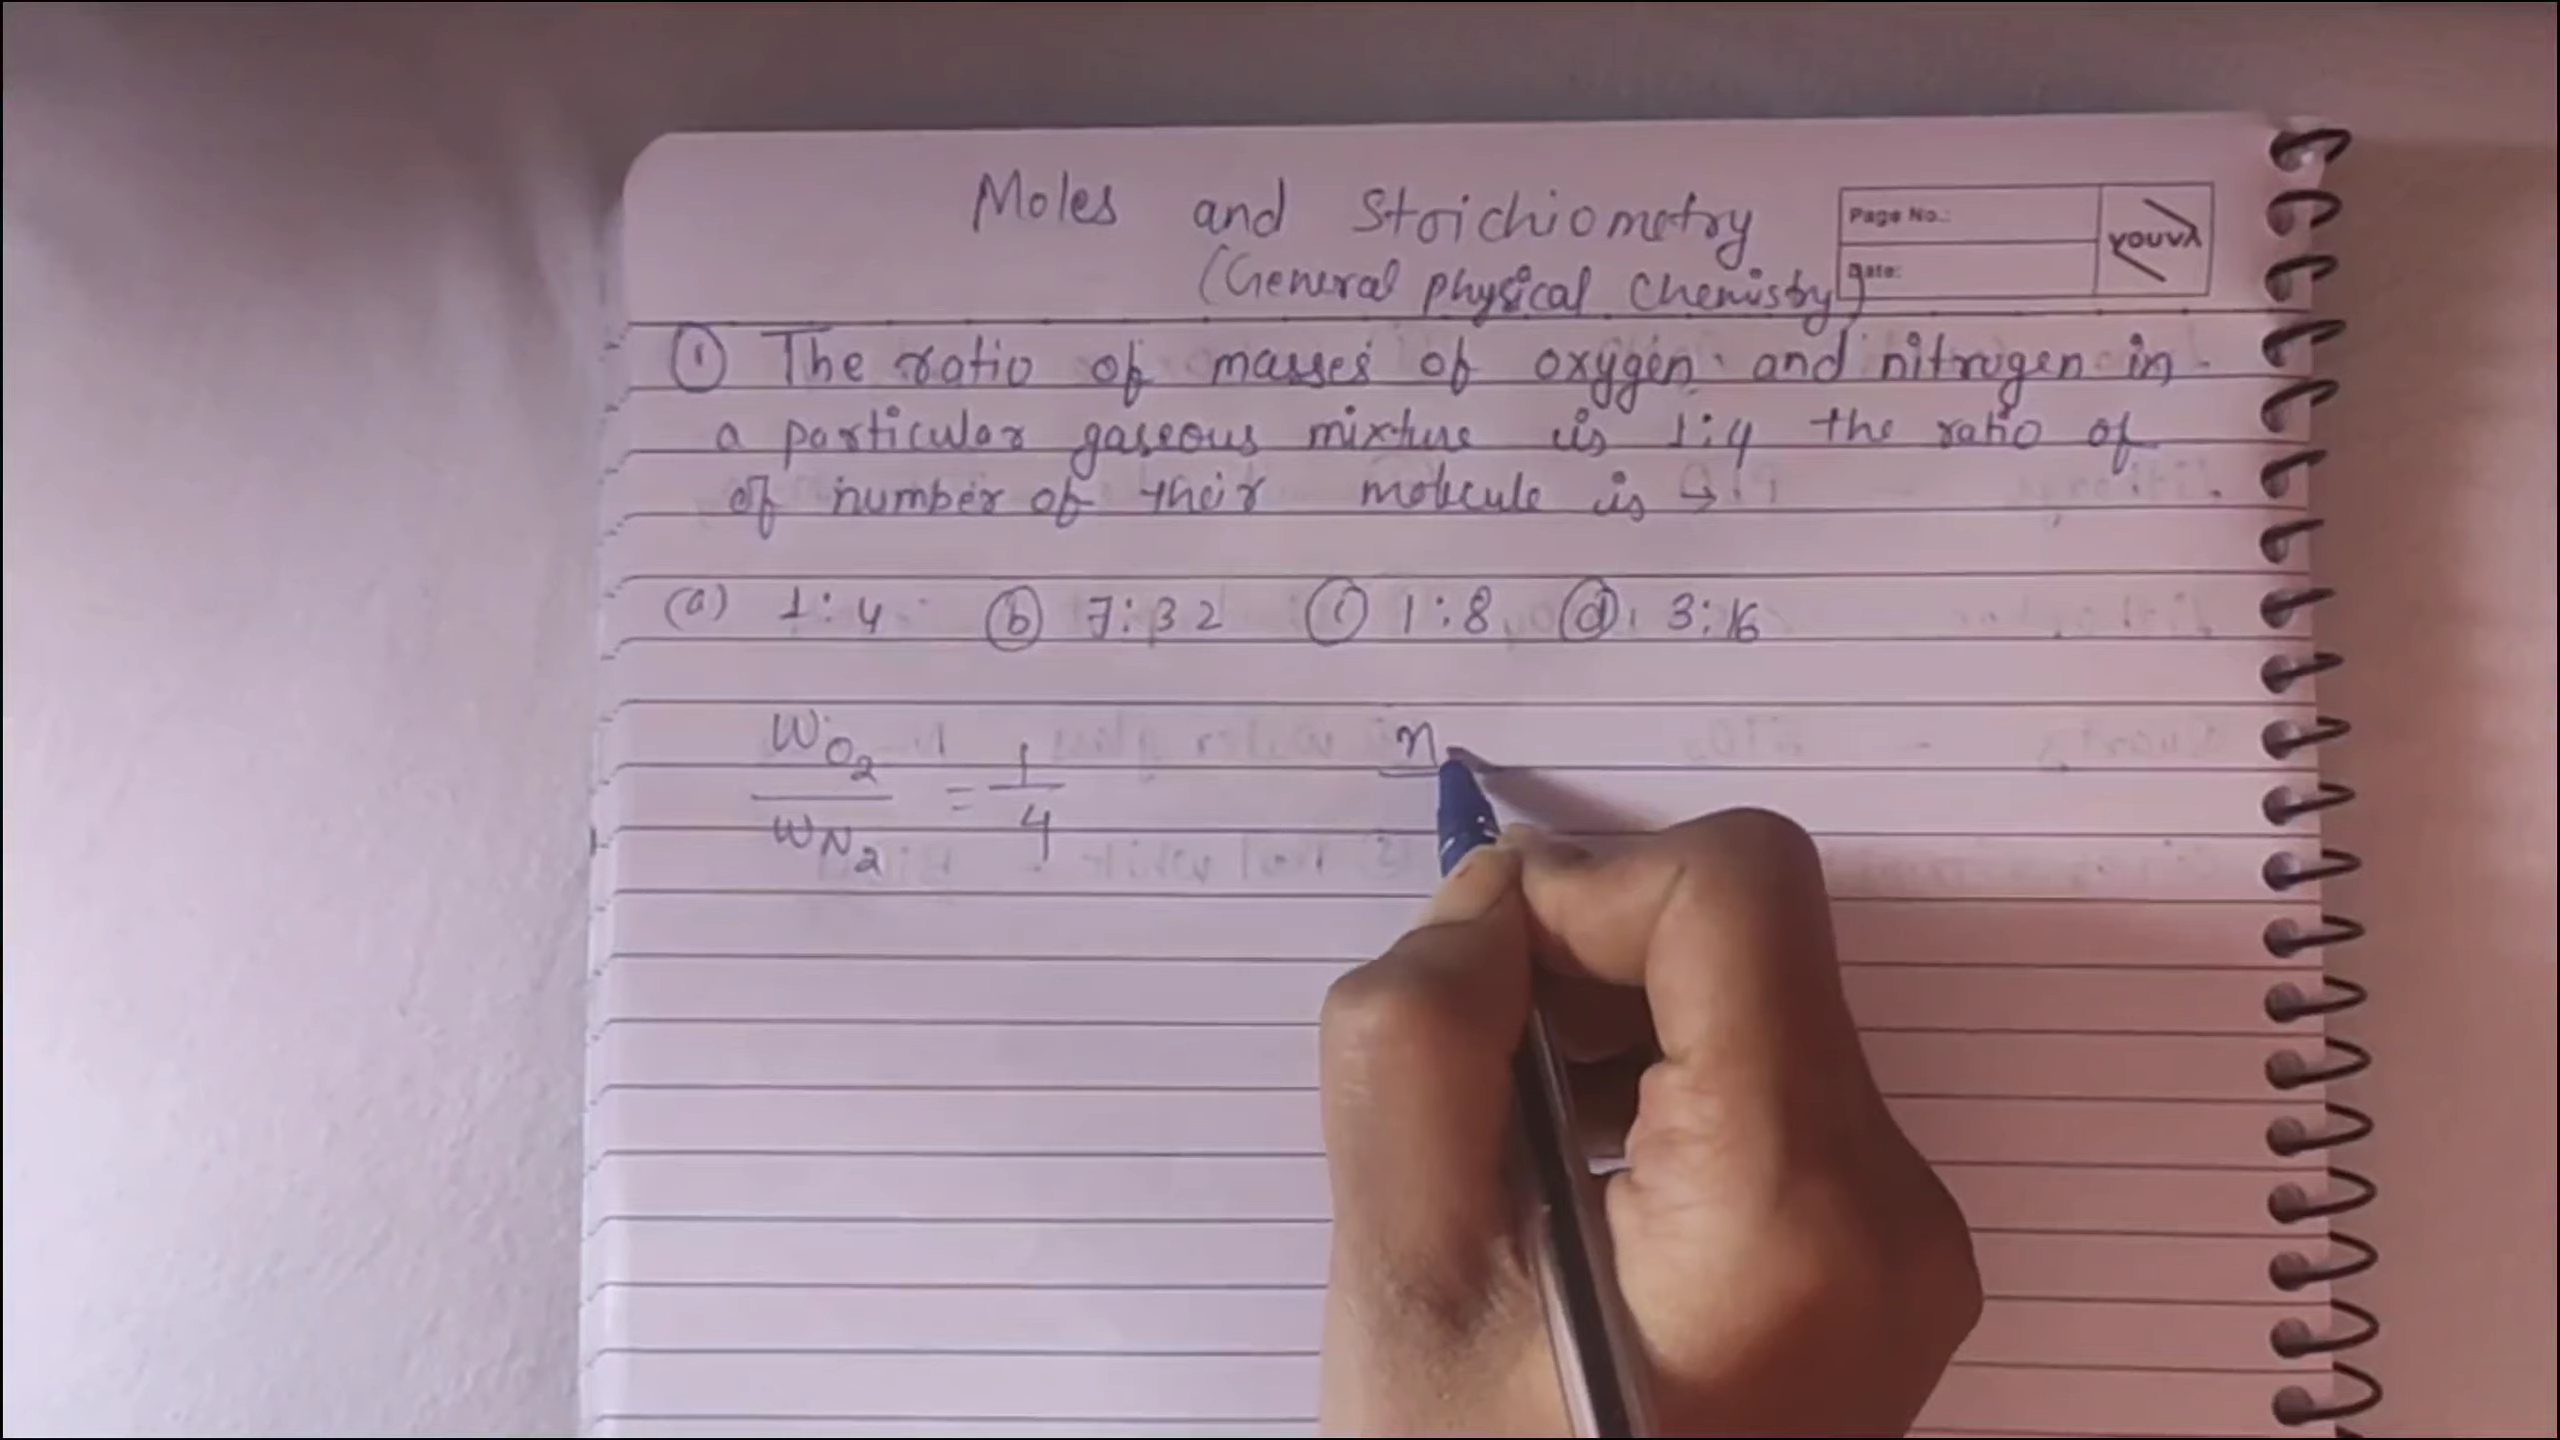 Moles and Stoichiometry
(General physical Chemistry)
Page No.:
Date:
youva
① The ratio of masses of oxygen and nitrogen in
a particular gaseous mixture is 1:4 the ratio of
of number of their molecule is →
(a) 1:4 ⓑ 7:32 ⓒ 1:8 ⓓ 3:16
W O₂ / W N₂ = 1/4 n